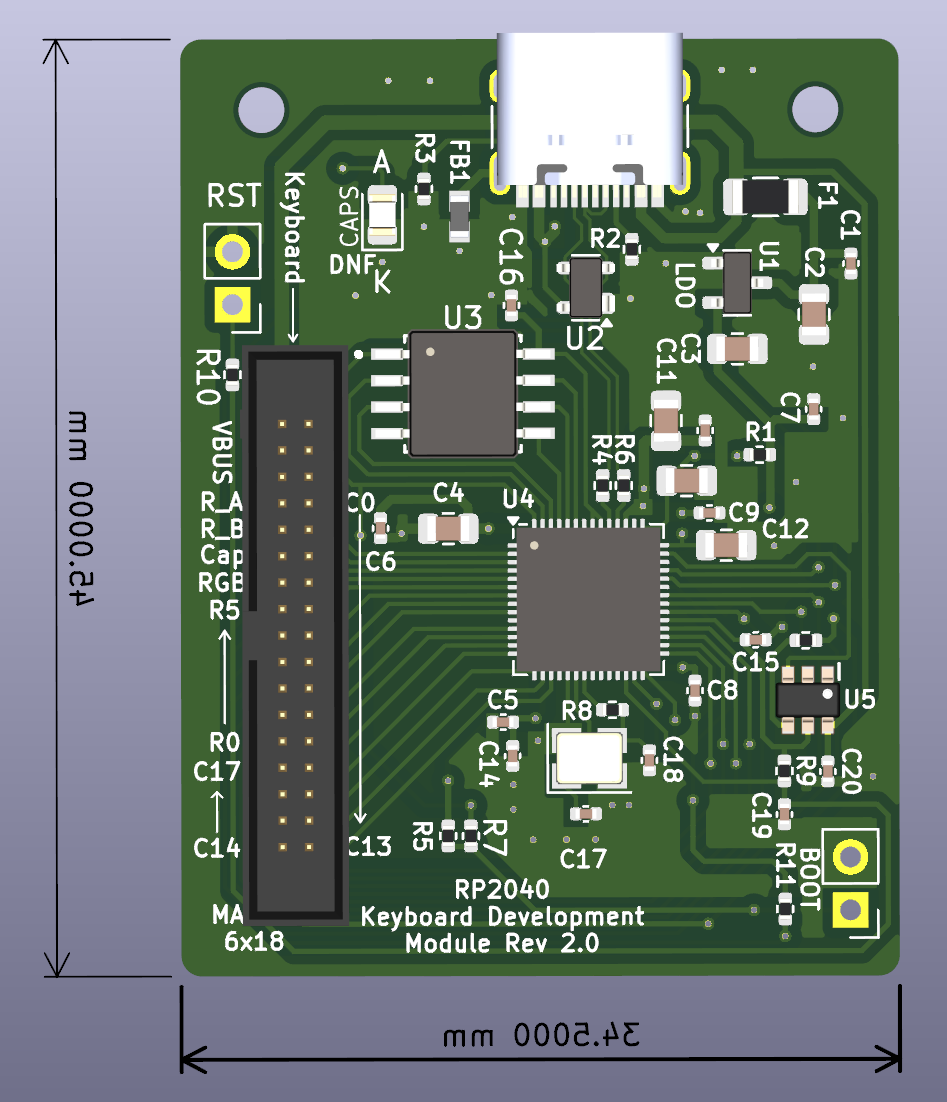 A
R3
FB1
RST
Keyboard
CAPS
DNF
K
F1
C1
R2
C16
U1
LDO
C2
U2
U3
C3
C11
R10
C7
VBUS
R1
R4
R6
R_A
R_B
Cap
RGB
R5
C0
C4
U4
C9
C12
C6
C15
C8
U5
C5
R8
R0
C17
C14
C18
R9
C20
C19
R5
R7
C14
C13
C17
R11
BOOT
RP2040
MA
Keyboard Development
6x18
Module Rev 2.0
45.0000 mm
34.5000 mm